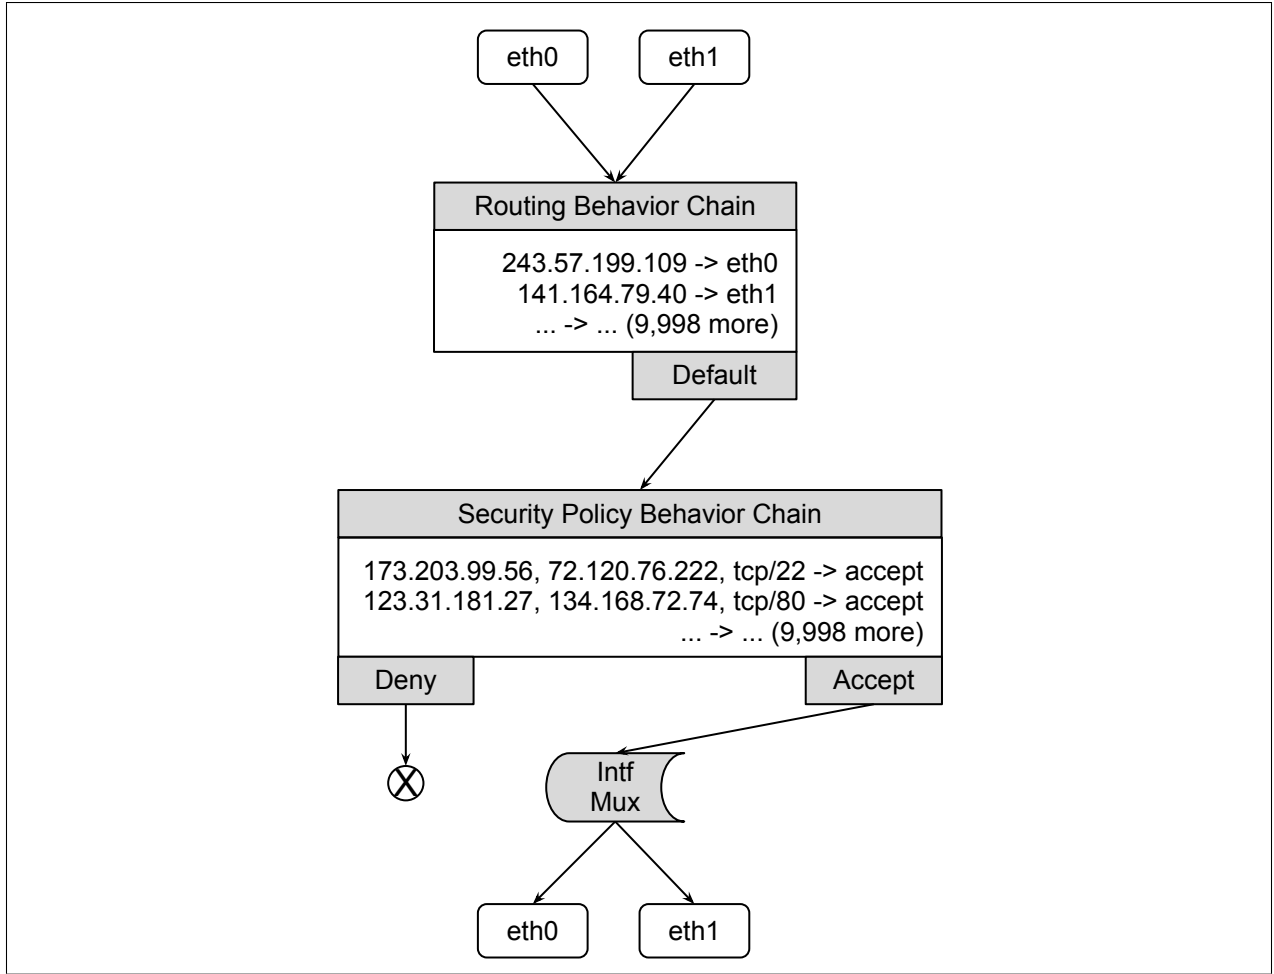 eth0
eth1
Routing Behavior Chain
243.57.199.109 -> eth0
141.164.79.40 -> eth1
... -> ... (9,998 more)
Default
Security Policy Behavior Chain
173.203.99.56, 72.120.76.222, tcp/22 -> accept
123.31.181.27, 134.168.72.74, tcp/80 -> accept
... -> ... (9,998 more)
Deny
Accept
X
Intf
Mux
eth0
eth1